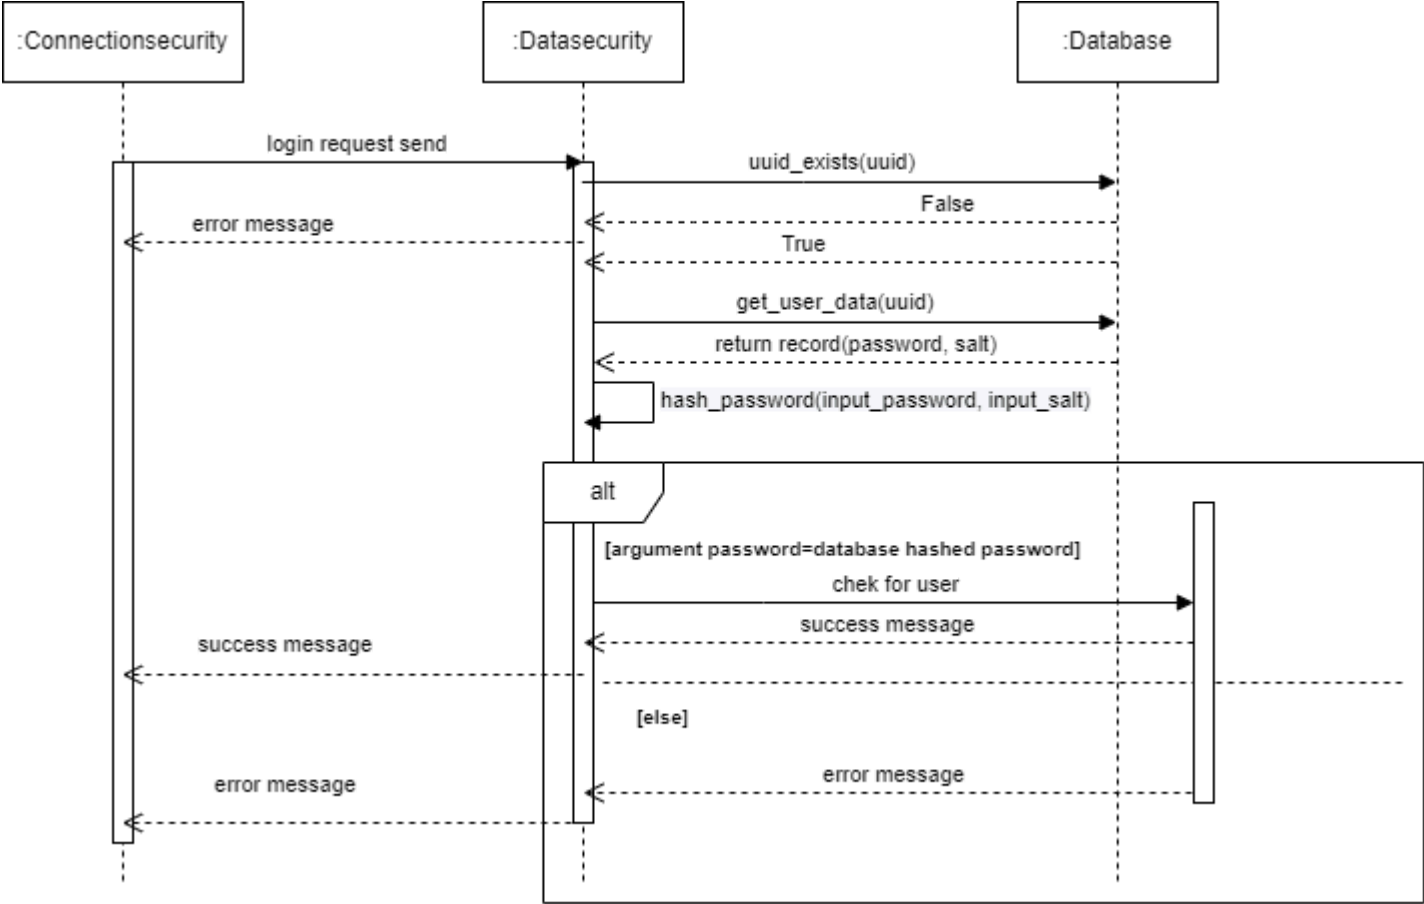 :Connectionsecurity
:Datasecurity
:Database
login request send
uuid_exists(uuid)
False
error message
True
get_user_data(uuid)
return record(password, salt)
hash_password(input_password, input_salt)
alt
[argument password=database hashed password]
chek for user
success message
success message
[else]
error message
error message